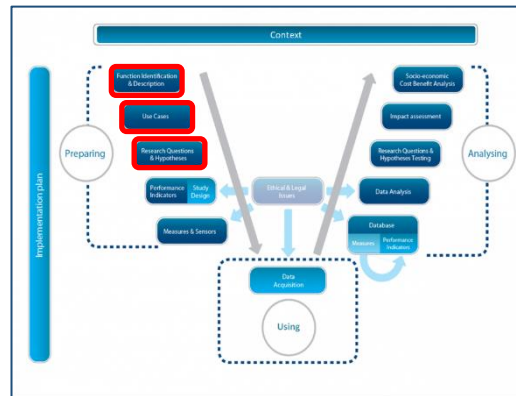 Context
Implementation plan
Preparing
Function Identification
& Description
Use Cases
Research Questions
& Hypotheses
Performance
Indicators
Study
Design
Measures & Sensors
Ethical & Legal
Issues
Data
Acquisition
Using
Socio-economic
Cost Benefit Analysis
Impact assessment
Research Questions &
Hypotheses Testing
Data Analysis
Database
Measures
Performance
Indicators
Analysing